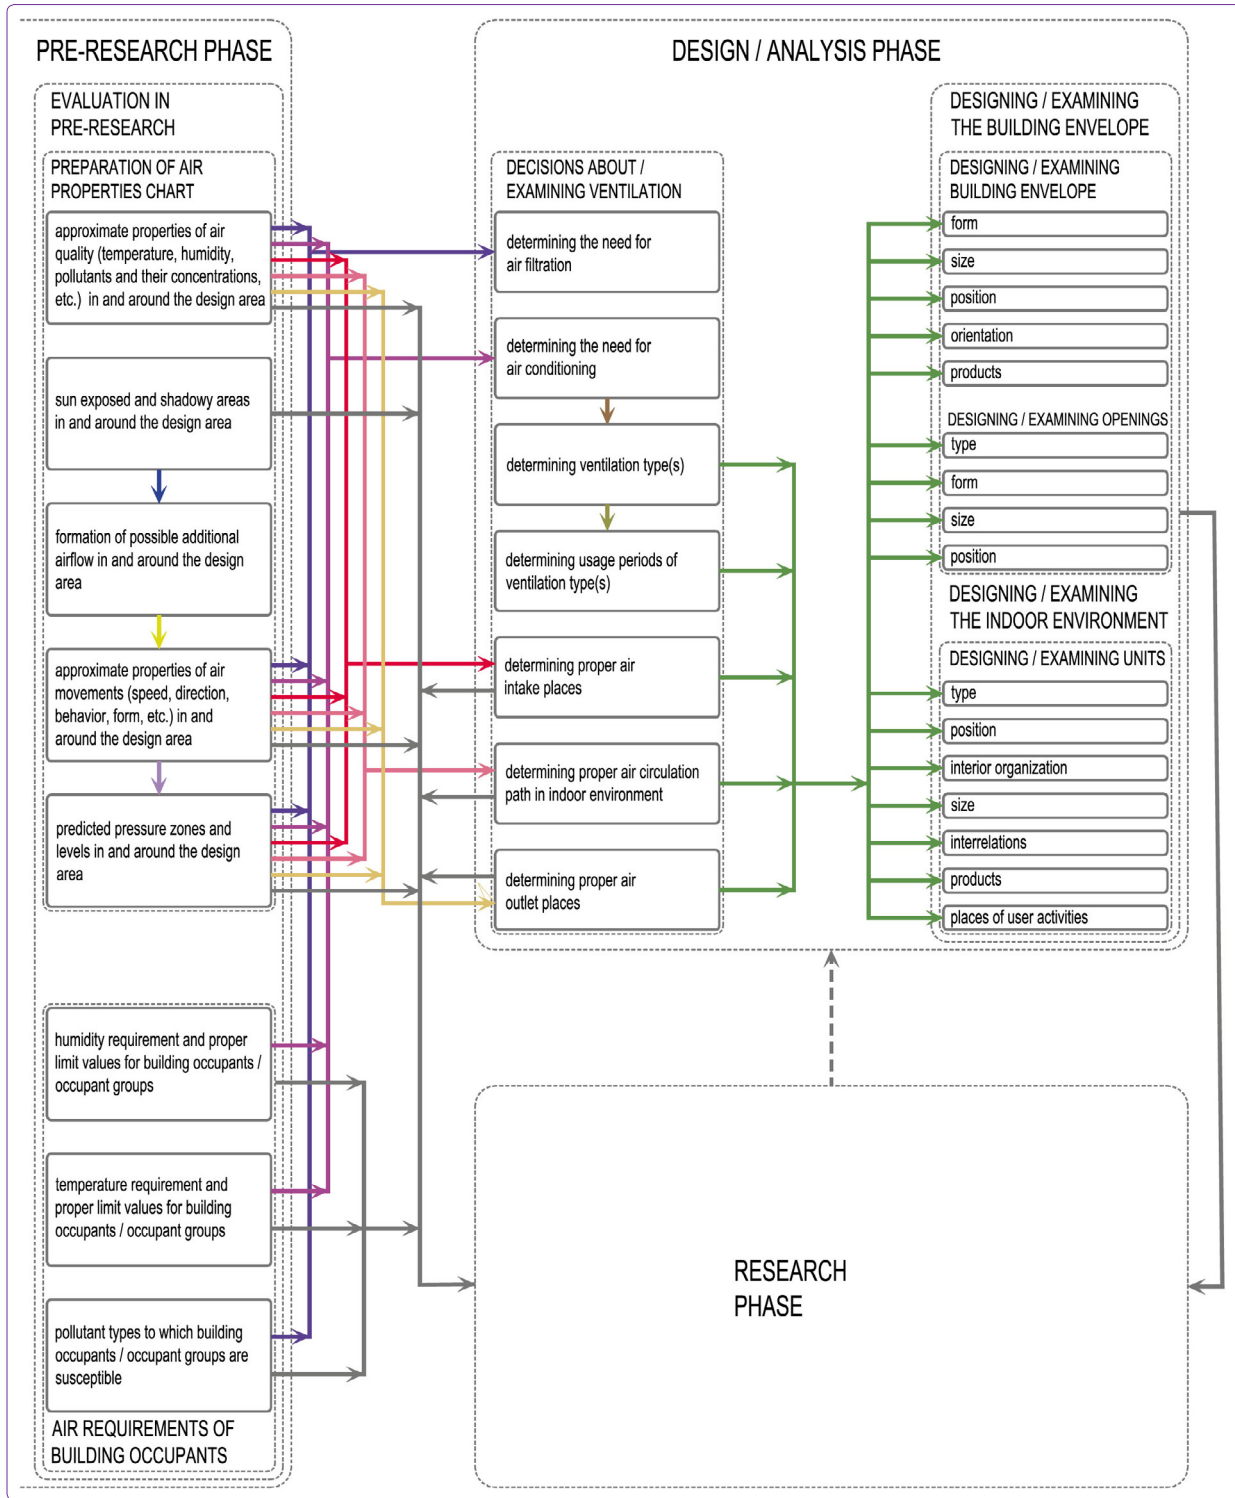 PRE-RESEARCH PHASE
EVALUATION IN
PRE-RESEARCH
PREPARATION OF AIR
PROPERTIES CHART
approximate properties of air
quality (temperature, humidity,
pollutants and their concentrations,
etc.) in and around the design area
sun exposed and shadowy areas
in and around the design area
formation of possible additional
airflow in and around the design
area
approximate properties of air
movements (speed, direction,
behavior, form, etc.) in and
around the design area
predicted pressure zones and
levels in and around the design
area
humidity requirement and proper
limit values for building occupants /
occupant groups
temperature requirement and
proper limit values for building
occupants / occupant groups
pollutant types to which building
occupants / occupant groups are
susceptible
AIR REQUIREMENTS OF
BUILDING OCCUPANTS
DESIGN / ANALYSIS PHASE
DECISIONS ABOUT /
EXAMINING VENTILATION
determining the need for
air filtration
determining the need for
air conditioning
determining ventilation type(s)
determining usage periods of
ventilation type(s)
determining proper air
intake places
determining proper air circulation
path in indoor environment
determining proper air
outlet places
DESIGNING / EXAMINING
THE BUILDING ENVELOPE
DESIGNING / EXAMINING
BUILDING ENVELOPE
form
size
position
orientation
products
DESIGNING / EXAMINING OPENINGS
type
form
size
position
DESIGNING / EXAMINING
THE INDOOR ENVIRONMENT
DESIGNING / EXAMINING UNITS
type
position
interior organization
size
interrelations
products
places of user activities
RESEARCH
PHASE